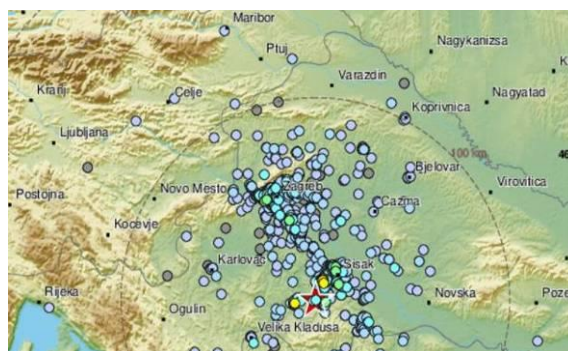 Maribor
Nagykanizsa
Ptuj
Kranj
Varazdin
Celje
Nagyatad
Koprivnica
Ljubljana
100 km
Bjelovar
Postojna
Novo Mesto
Zagreb
Virovitica
Cazma
Kocevje
Karlovac
Sisak
Rijeka
Novska
Ogulin
Velika Kladusa